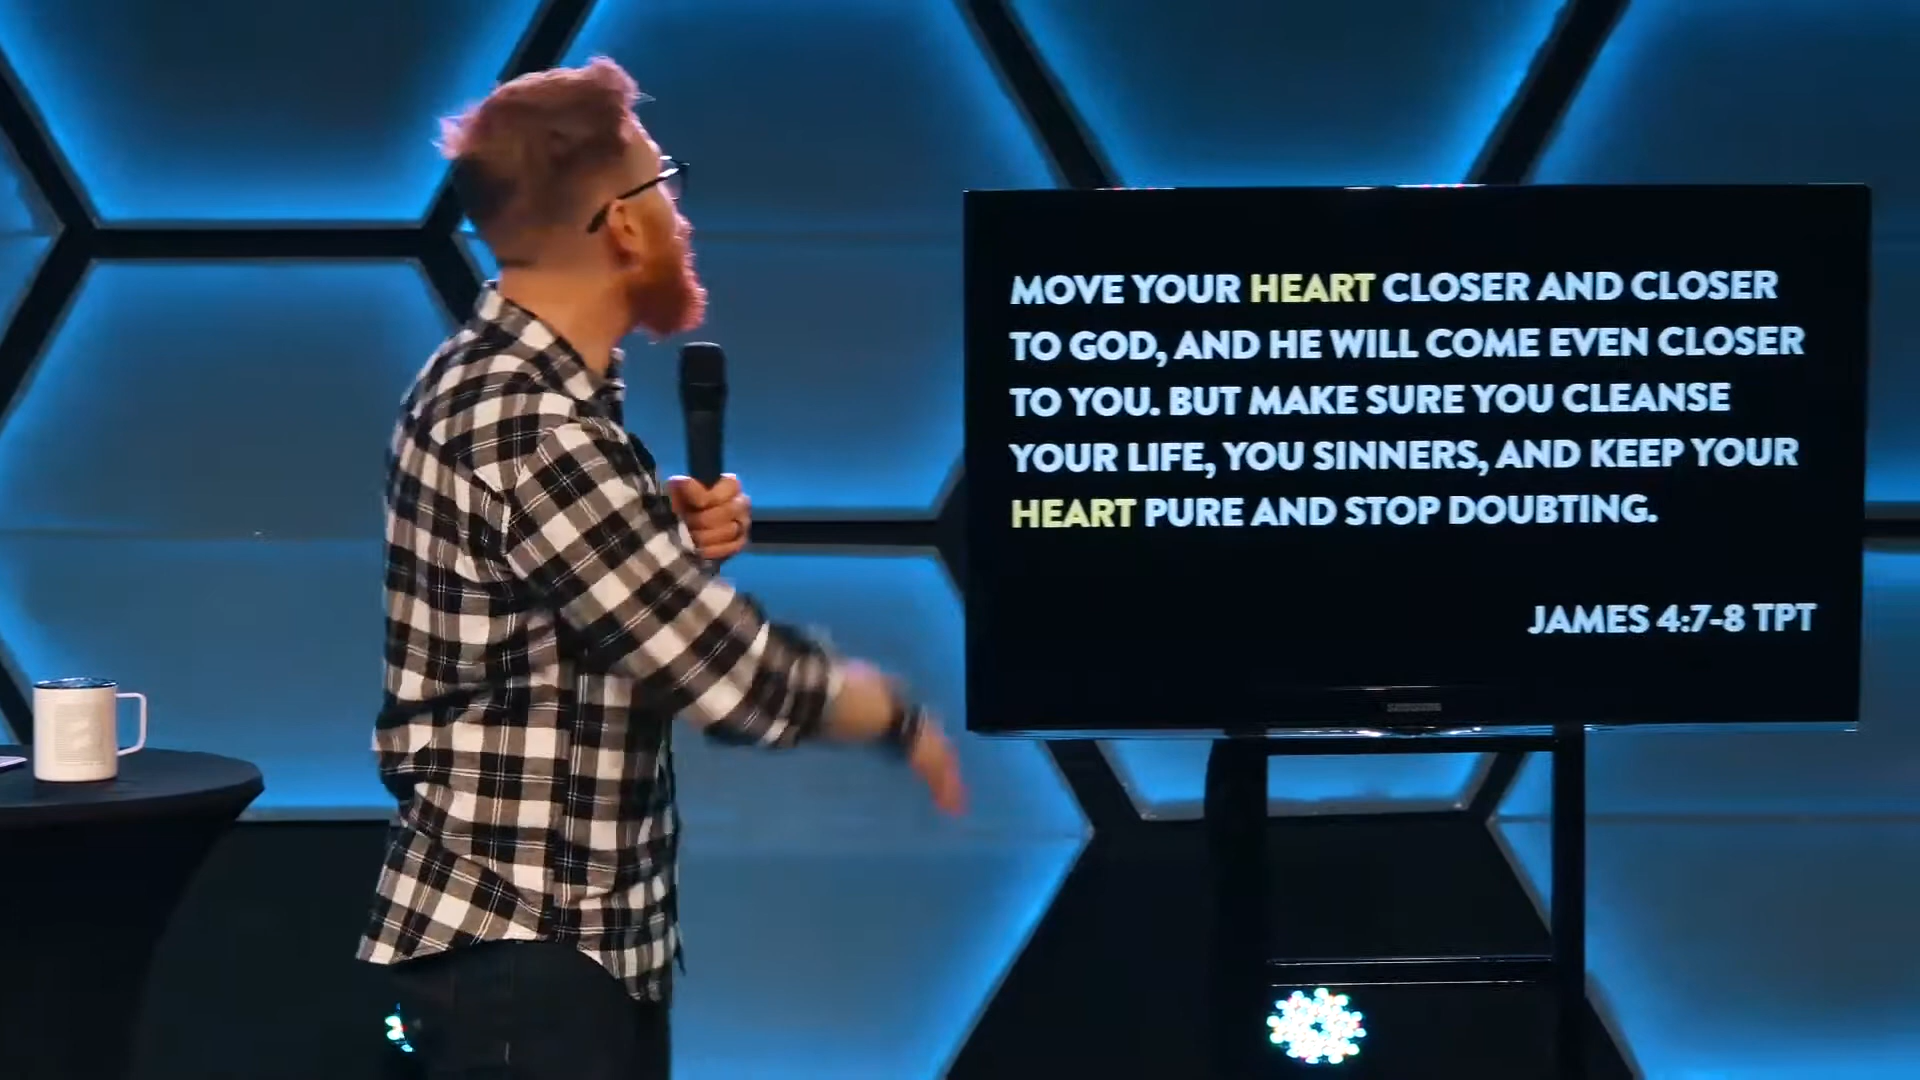 MOVE YOUR HEART CLOSER AND CLOSER
TO GOD, AND HE WILL COME EVEN CLOSER
TO YOU. BUT MAKE SURE YOU CLEANSE
YOUR LIFE, YOU SINNERS, AND KEEP YOUR
HEART PURE AND STOP DOUBTING.
JAMES 4:7-8 TPT
SAMSUNG